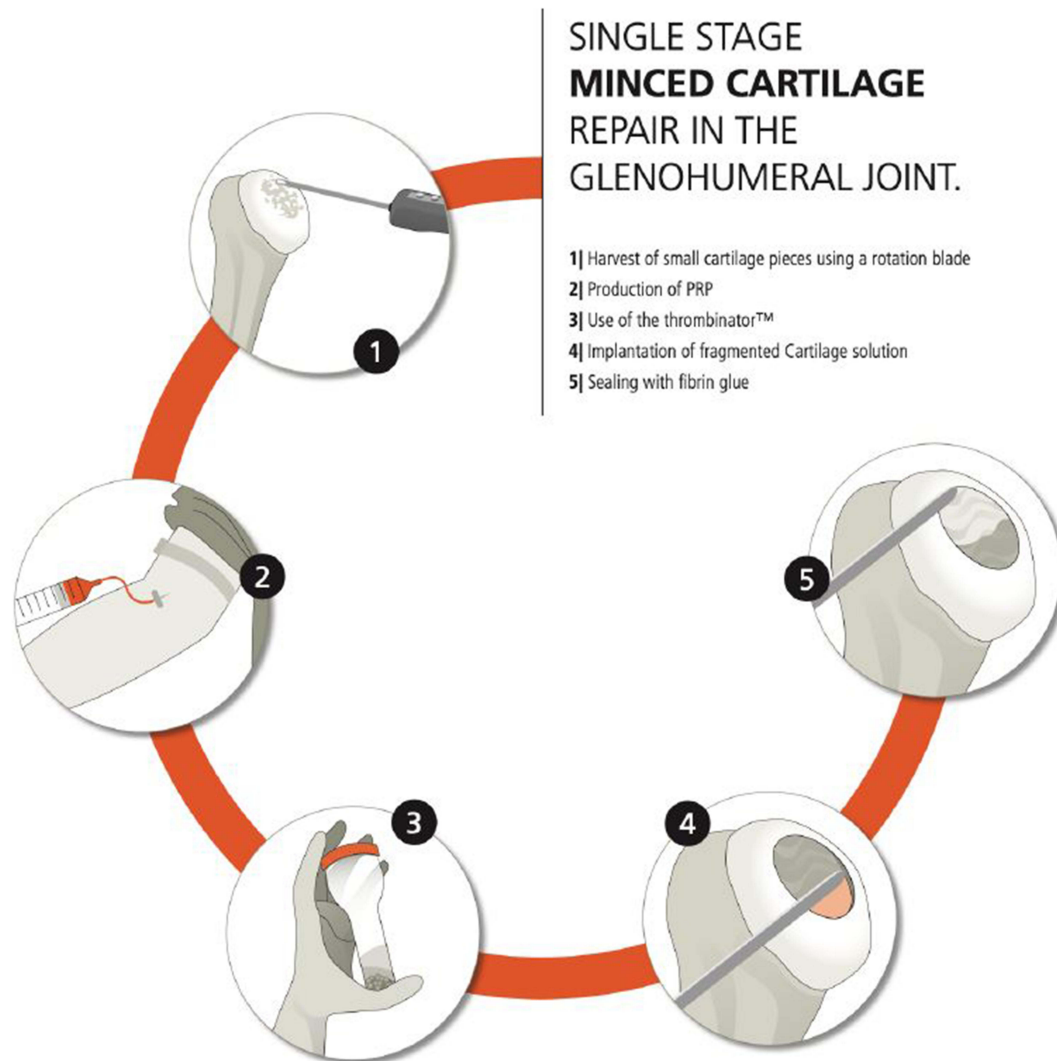 SINGLE STAGE
MINCED CARTILAGE
REPAIR IN THE
GLENOHUMERAL JOINT.
1| Harvest of small cartilage pieces using a rotation blade
2| Production of PRP
3| Use of the thrombinator™
4| Implantation of fragmented Cartilage solution
5| Sealing with fibrin glue
1
2
3
4
5